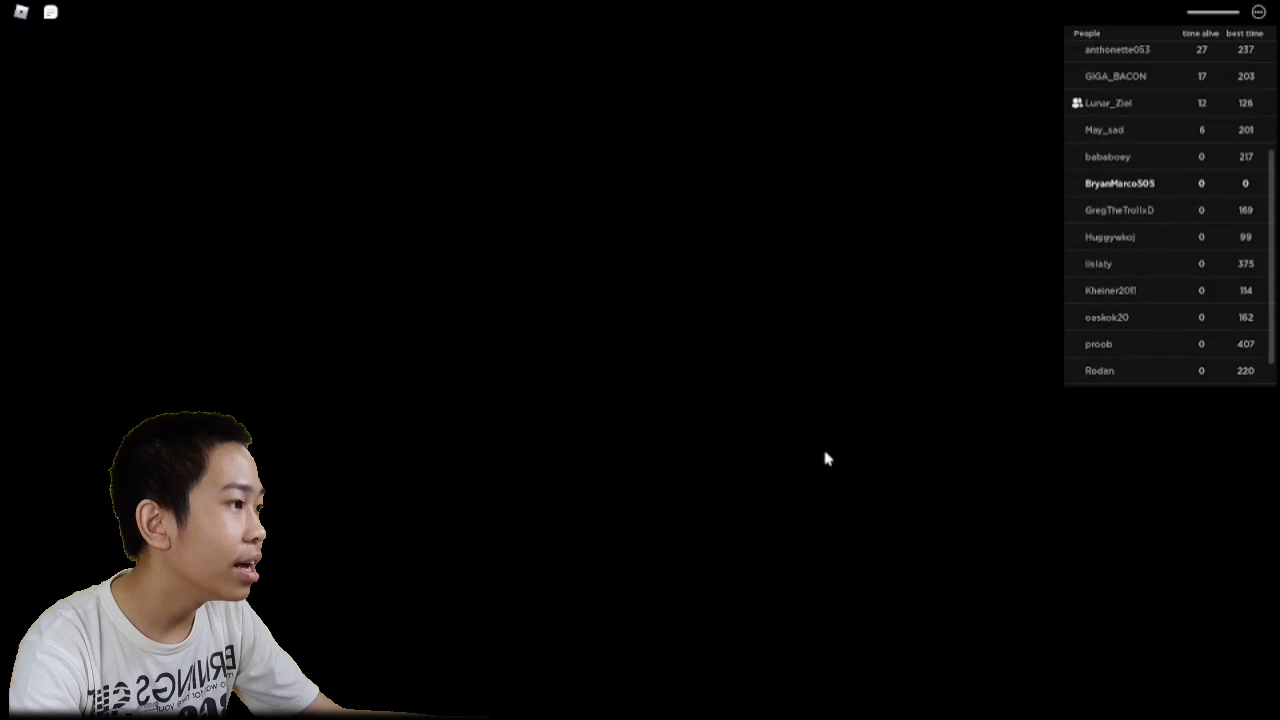 People time alive best time
anthonette053 27 237
GIGA_BACON 17 203
Lunar_Ziel 12 126
May_sad 6 201
bababoey 0 217
BryanMarco505 0 0
GregTheTrollxD 0 169
Huggywkoj 0 99
iislaty 0 375
Kheiner2011 0 114
oaskok20 0 162
proob 0 407
Rodan 0 220